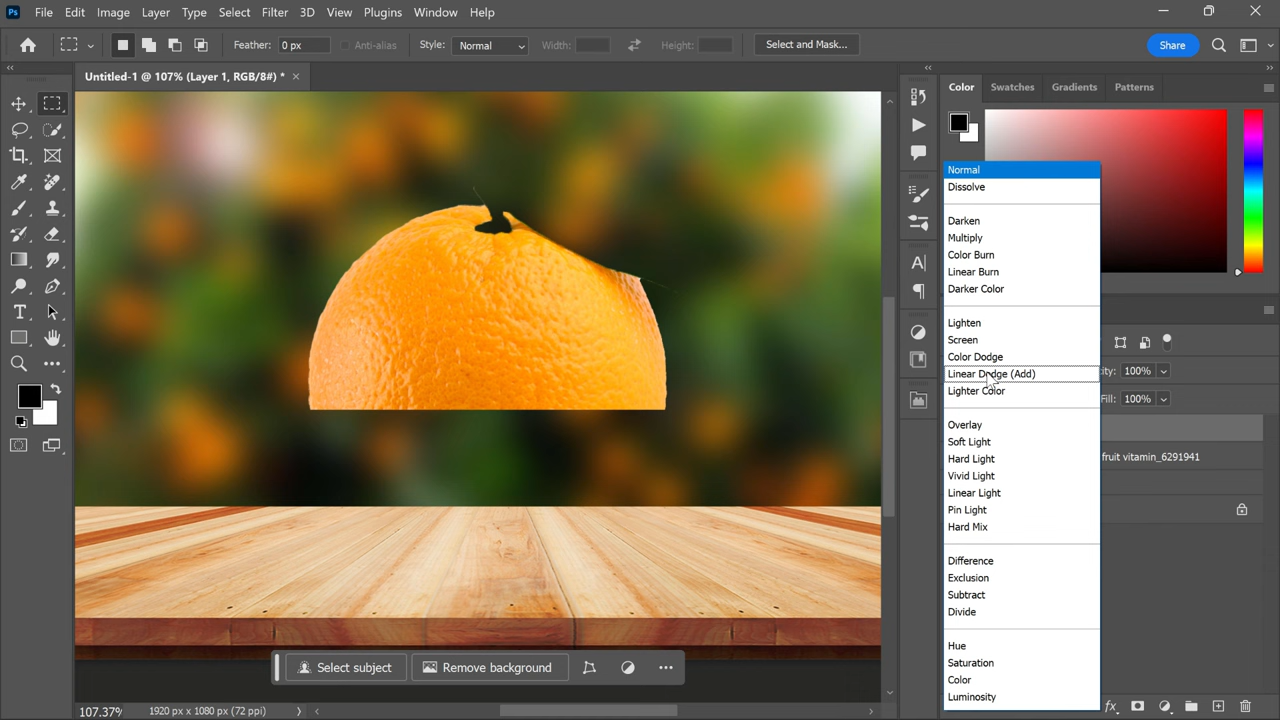 Ps File Edit Image Layer Type Select Filter 3D View Plugins Window Help
Feather: 0 px Anti-alias Style: Normal Width: Height: Select and Mask... Share
Untitled-1 @ 107% (Layer 1, RGB/8#) * ×
Color Swatches Gradients Patterns
Normal
Dissolve
Darken
Multiply
Color Burn
Linear Burn
Darker Color
Lighten
Screen
Color Dodge
Linear Dodge (Add)
Lighter Color
Overlay
Soft Light
Hard Light
Vivid Light
Linear Light
Pin Light
Hard Mix
Difference
Exclusion
Subtract
Divide
Hue
Saturation
Color
Luminosity
100%
Fill: 100%
fruit vitamin_6291941
Select subject Remove background
107.37% 1920 px x 1080 px (72 ppi)
fx